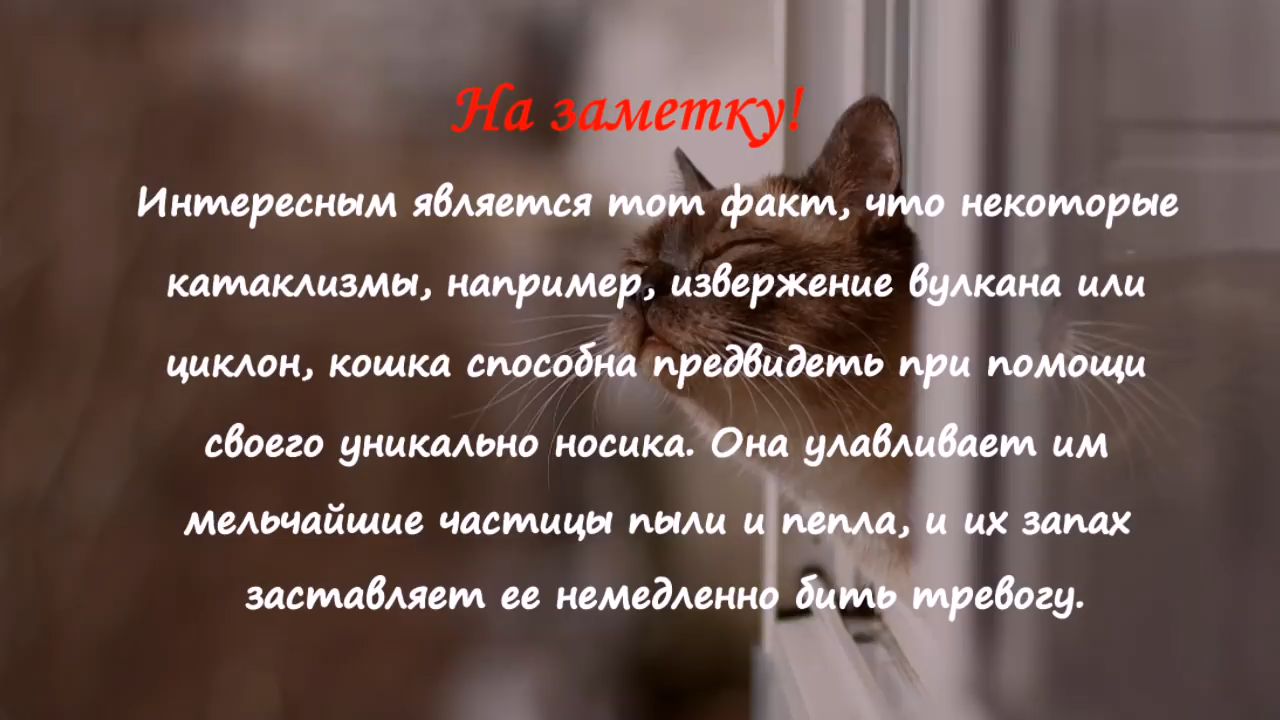 На заметку!
Интересным является тот факт, что некоторые
катаклизмы, например, извержение вулкана или
циклон, кошка способна предвидеть при помощи
своего уникально носика. Она улавливает им
мельчайшие частицы пыли и пепла, и их запах
заставляет ее немедленно бить тревогу.